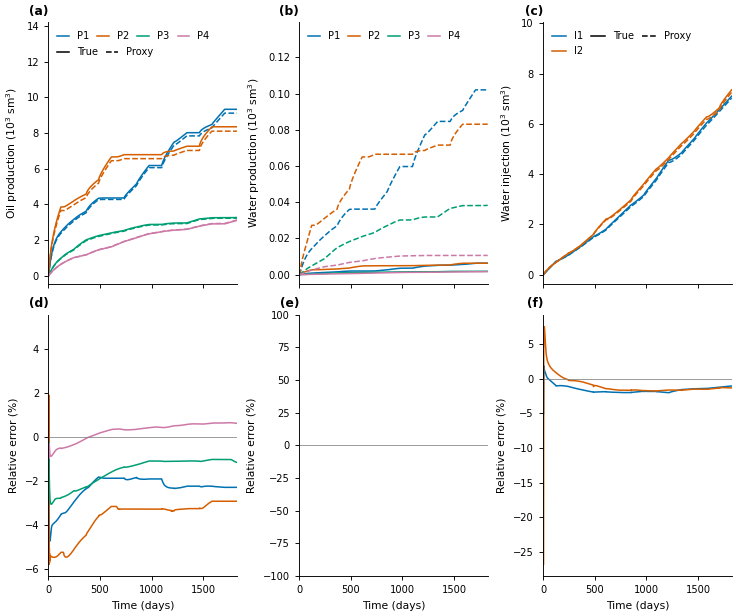 (a)
Oil production (10³ sm³)
14
12
10
8
6
4
2
0
P1 P2 P3 P4
True Proxy
(b)
Water production (10³ sm³)
0.12
0.10
0.08
0.06
0.04
0.02
0.00
P1 P2 P3 P4
(c)
Water injection (10³ sm³)
10
8
6
4
2
0
I1 True Proxy
I2
(d)
Relative error (%)
4
2
0
−2
−4
−6
0 500 1000 1500
Time (days)
(e)
Relative error (%)
100
75
50
25
0
−25
−50
−75
−100
0 500 1000 1500
Time (days)
(f)
Relative error (%)
5
0
−5
−10
−15
−20
−25
0 500 1000 1500
Time (days)